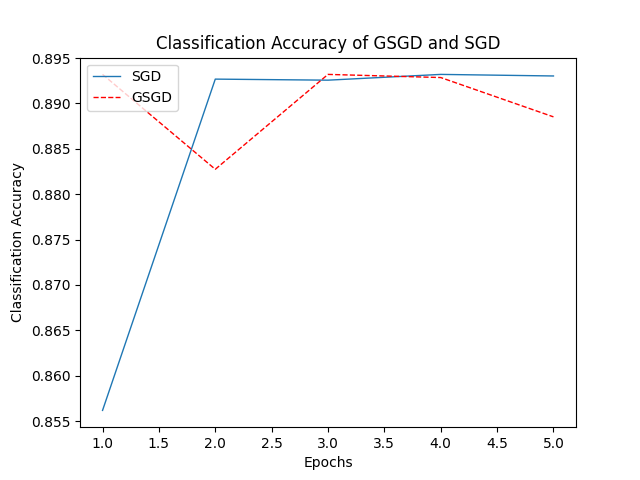 Classification Accuracy of GSGD and SGD
SGD
GSGD
Classification Accuracy
0.895
0.890
0.885
0.880
0.875
0.870
0.865
0.860
0.855
1.0 1.5 2.0 2.5 3.0 3.5 4.0 4.5 5.0
Epochs